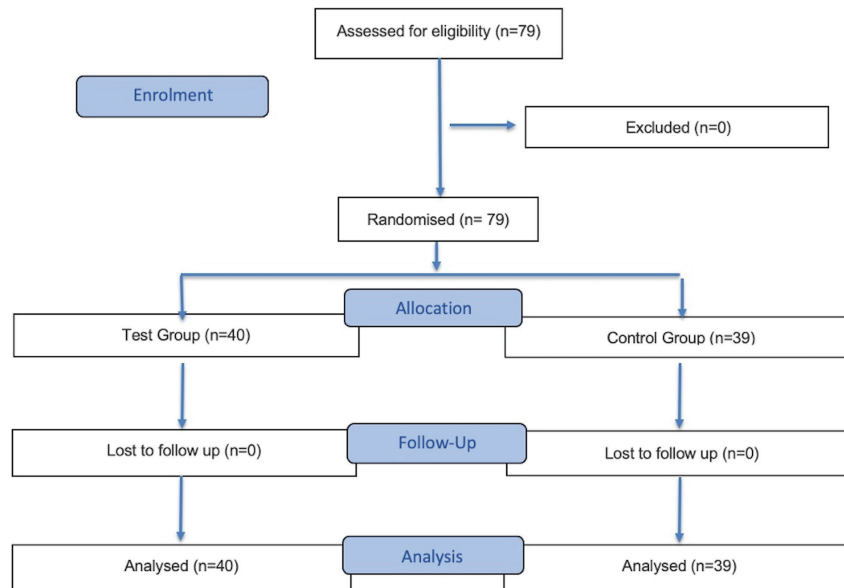 Assessed for eligibility (n=79)
Enrolment
Excluded (n=0)
Randomised (n= 79)
Allocation
Test Group (n=40)
Control Group (n=39)
Lost to follow up (n=0)
Follow-Up
Lost to follow up (n=0)
Analysed (n=40)
Analysis
Analysed (n=39)